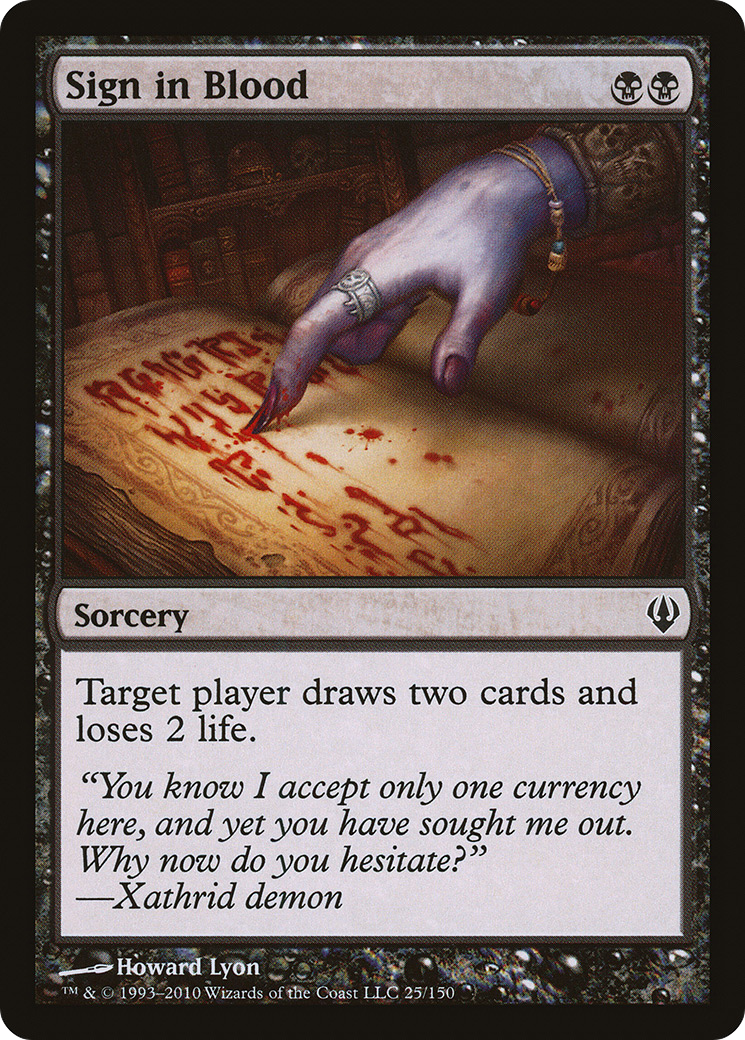 Sign in Blood
Sorcery
Target player draws two cards and
loses 2 life.
“You know I accept only one currency
here, and yet you have sought me out.
Why now do you hesitate?”
—Xathrid demon
Howard Lyon
™ & © 1993–2010 Wizards of the Coast LLC 25/150